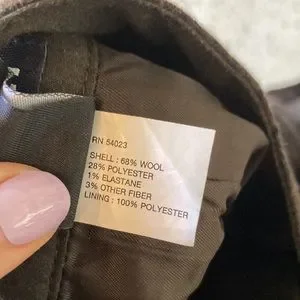 RN 54023
SHELL : 68% WOOL
28% POLYESTER
1% ELASTANE
3% OTHER FIBER
LINING : 100% POLYESTER